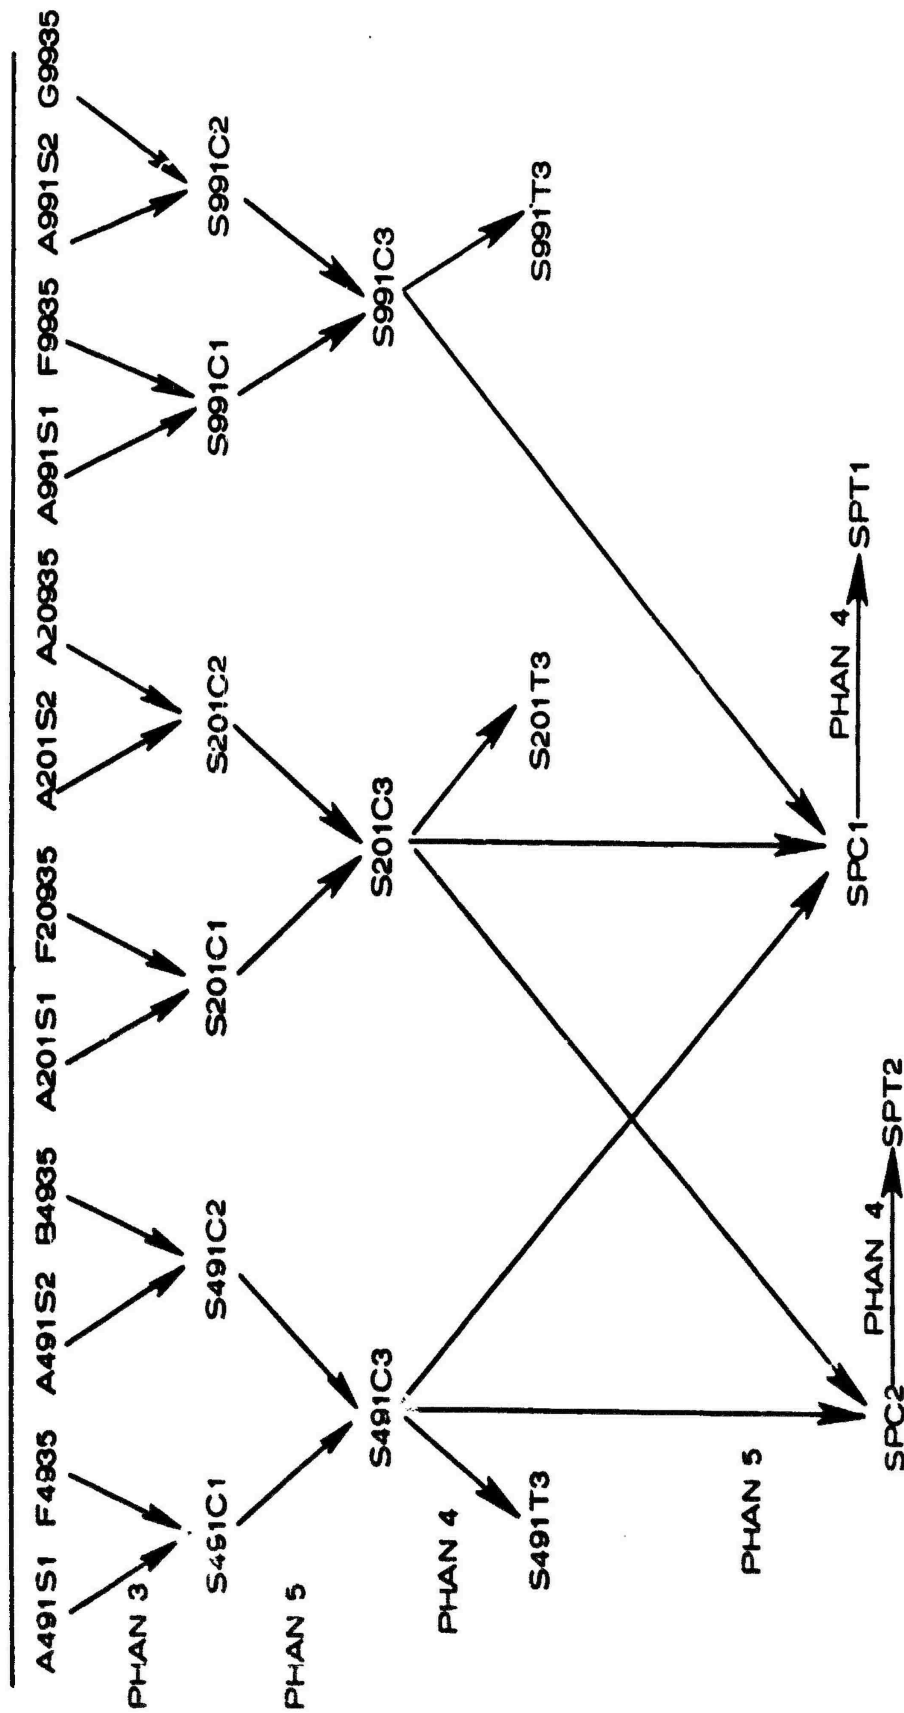 A491S1 F4935 A491S2 B4935 A201S1 F20935 A201S2 A20935 A991S1 F9935 A991S2 G9935
PHAN 3
S491C1 S491C2 S201C1 S201C2 S991C1 S991C2
PHAN 5
S491C3 S201C3 S991C3
PHAN 4
S491T3 S201T3 S991T3
PHAN 5
SPC1 PHAN 4 SPT1
SPC2 PHAN 4 SPT2